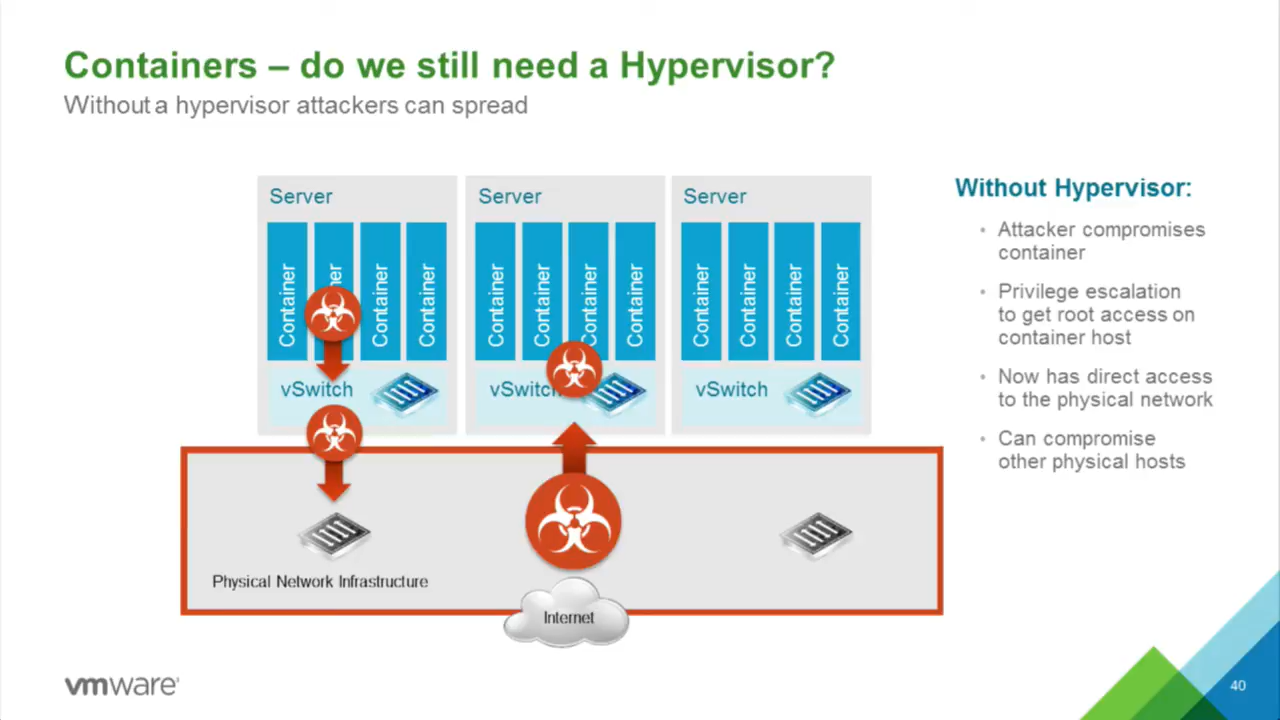 Containers – do we still need a Hypervisor?
Without a hypervisor attackers can spread
Server
Container
Container
Container
vSwitch
Server
Container
Container
Container
vSwitch
Server
Container
Container
Container
Container
vSwitch
Physical Network Infrastructure
Internet
Without Hypervisor:
• Attacker compromises
container
• Privilege escalation
to get root access on
container host
• Now has direct access
to the physical network
• Can compromise
other physical hosts
vmware
40